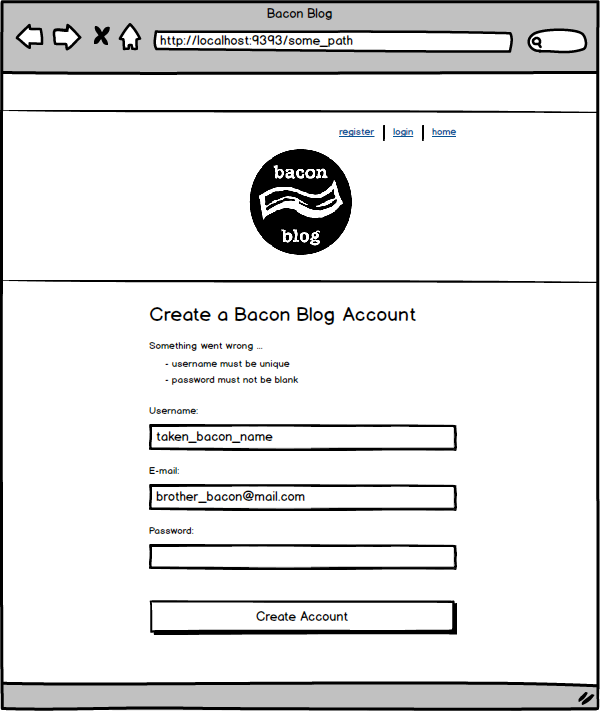 Bacon Blog
http://localhost:9393/some_path
register login home
bacon
blog
Create a Bacon Blog Account
Something went wrong ...
- username must be unique
- password must not be blank
Username:
taken_bacon_name
E-mail:
brother_bacon@mail.com
Password:
Create Account